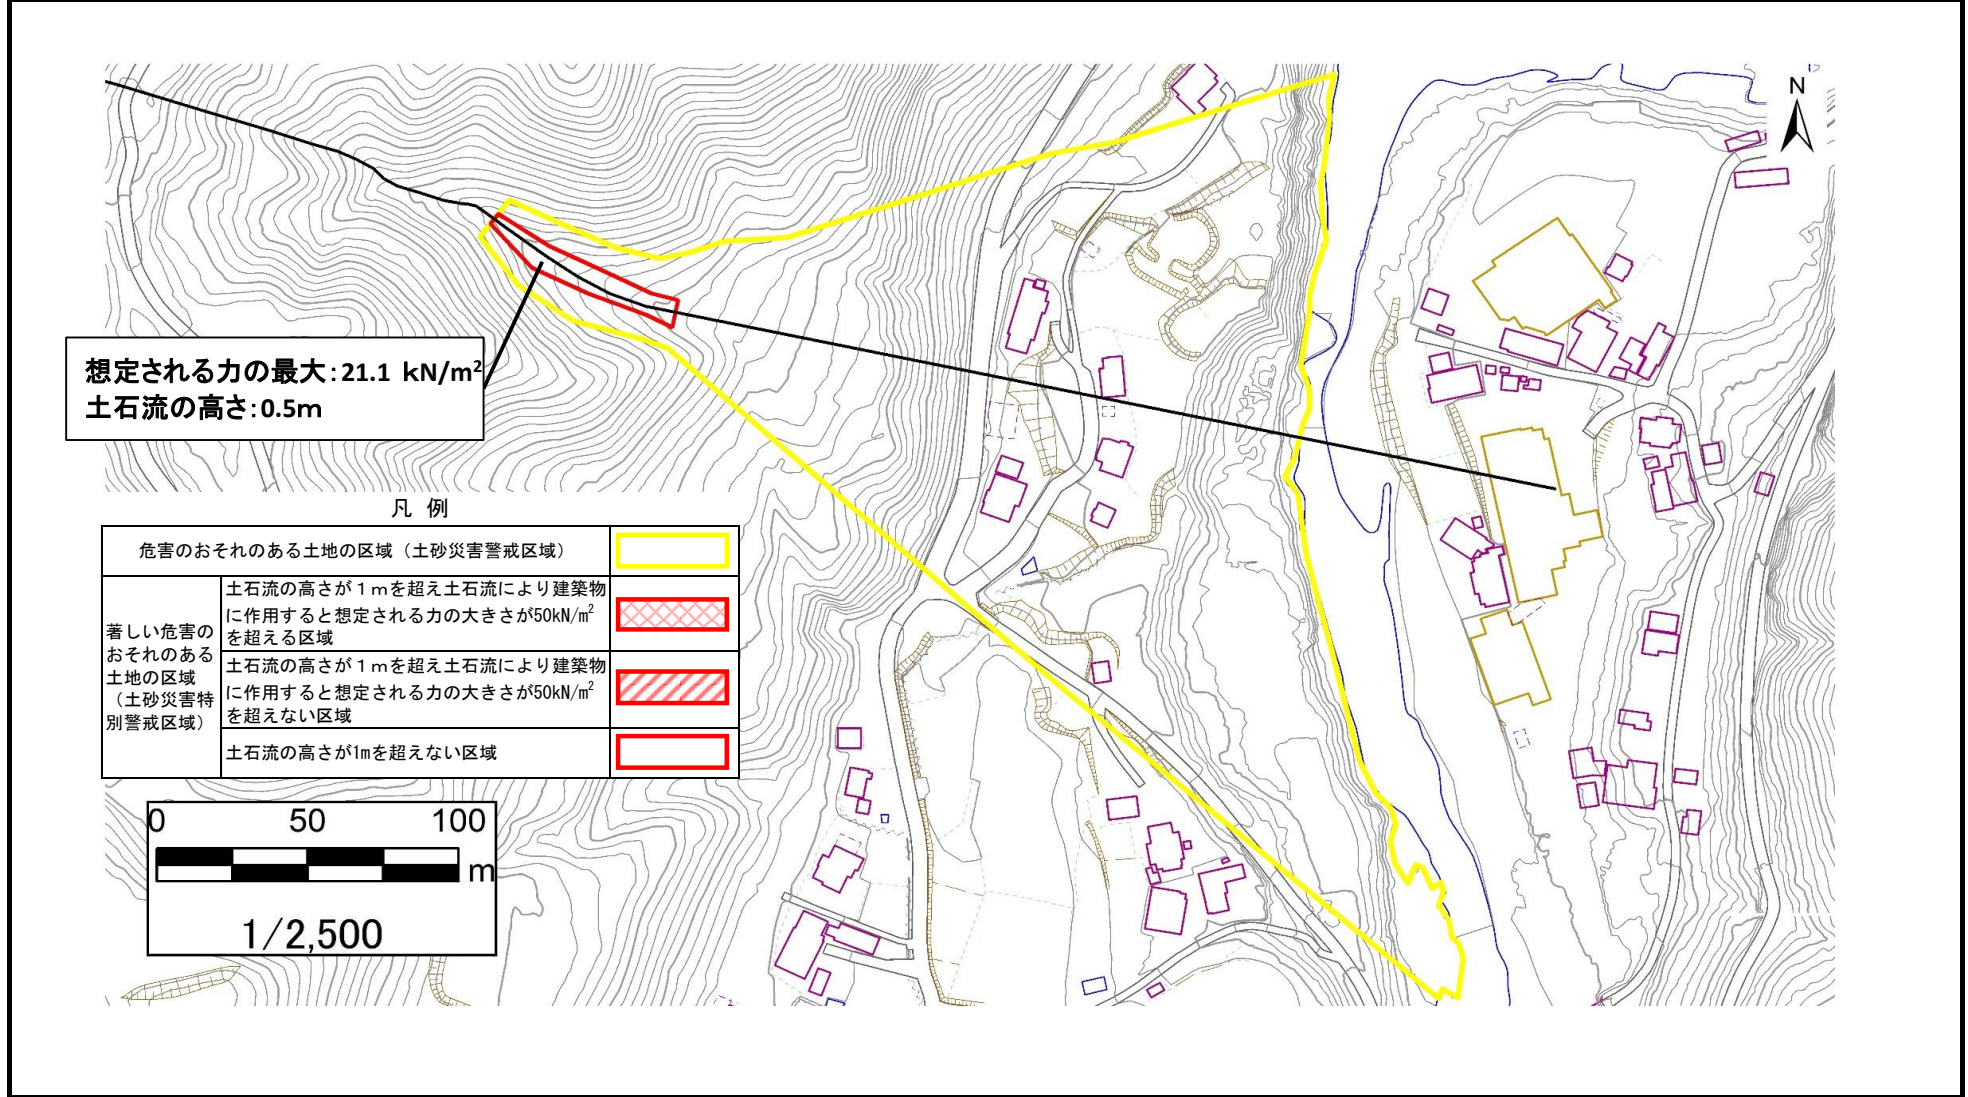 N
想定される力の最大:21.1 kN/m²
土石流の高さ:0.5m
凡 例
危害のおそれのある土地の区域（土砂災害警戒区域）
著しい危害の
おそれのある
土地の区域
（土砂災害特
別警戒区域）
土石流の高さが１ｍを超え土石流により建築物
に作用すると想定される力の大きさが50kN/m²
を超える区域
土石流の高さが１ｍを超え土石流により建築物
に作用すると想定される力の大きさが50kN/m²
を超えない区域
土石流の高さが1mを超えない区域
0 50 100
m
1/2,500